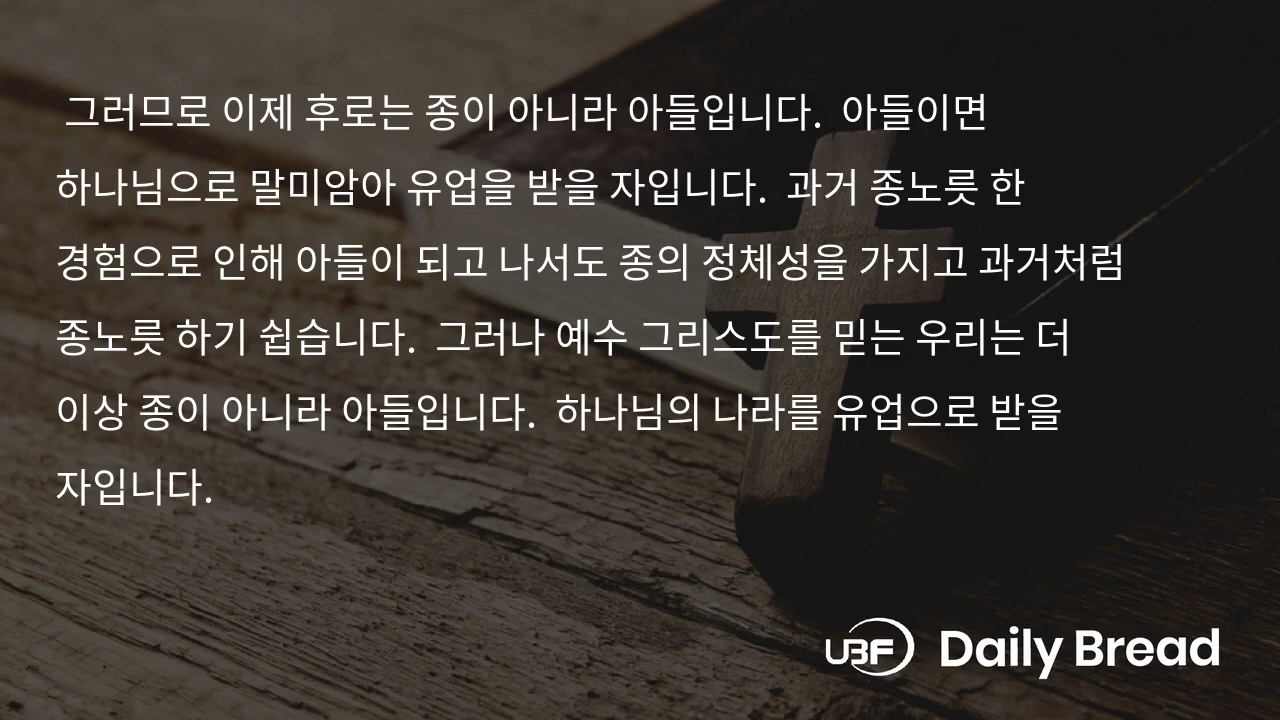 그러므로 이제 후로는 종이 아니라 아들입니다.  아들이면
하나님으로 말미암아 유업을 받을 자입니다.  과거 종노릇 한
경험으로 인해 아들이 되고 나서도 종의 정체성을 가지고 과거처럼
종노릇 하기 쉽습니다.  그러나 예수 그리스도를 믿는 우리는 더
이상 종이 아니라 아들입니다.  하나님의 나라를 유업으로 받을
자입니다.
UBF Daily Bread